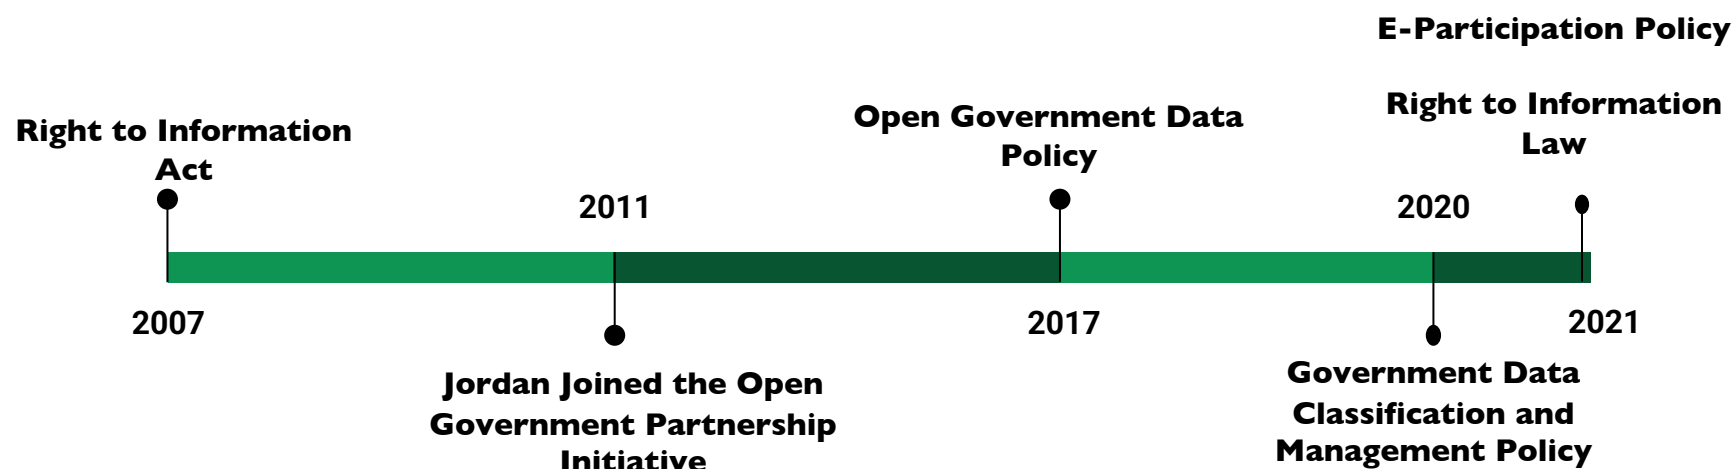 E-Participation Policy
Right to Information
Law
Right to Information
Act
Open Government Data
Policy
2011
2020
2007
2017
2021
Jordan Joined the Open
Government Partnership
Initiative
Government Data
Classification and
Management Policy